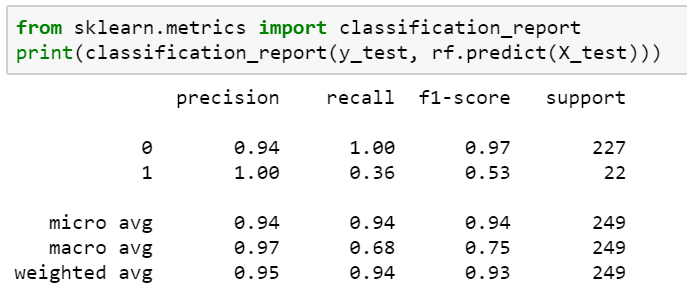 from sklearn.metrics import classification_report
print(classification_report(y_test, rf.predict(X_test)))
precision recall f1-score support
0 0.94 1.00 0.97 227
1 1.00 0.36 0.53 22
micro avg 0.94 0.94 0.94 249
macro avg 0.97 0.68 0.75 249
weighted avg 0.95 0.94 0.93 249